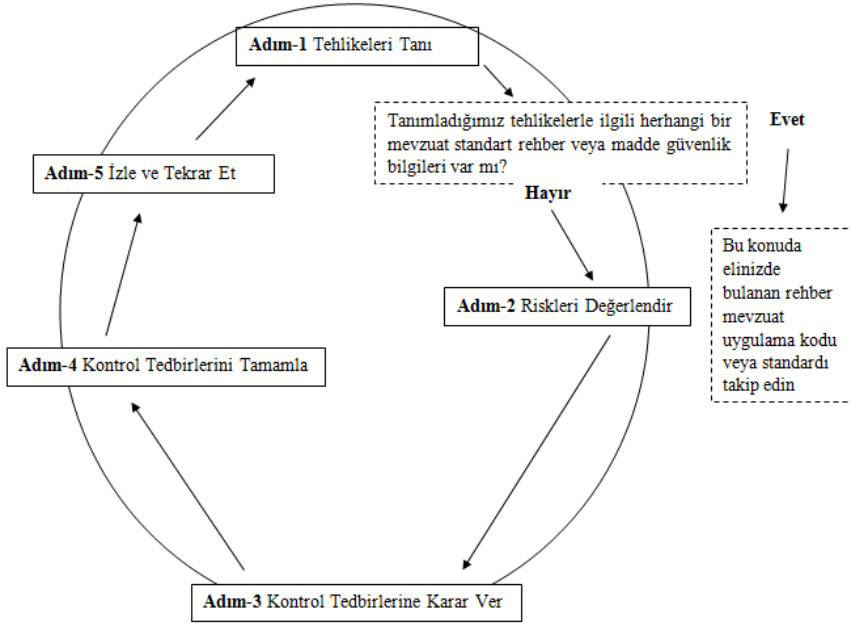 Adım-1 Tehlikeleri Tanı
Tanımladığımız tehlikelerle ilgili herhangi bir
mevzuat standart rehber veya madde güvenlik
bilgileri var mı?
Evet
Hayır
Bu konuda
elinizde
bulanan rehber
mevzuat
uygulama kodu
veya standardı
takip edin
Adım-2 Riskleri Değerlendir
Adım-3 Kontrol Tedbirlerine Karar Ver
Adım-4 Kontrol Tedbirlerini Tamamla
Adım-5 İzle ve Tekrar Et